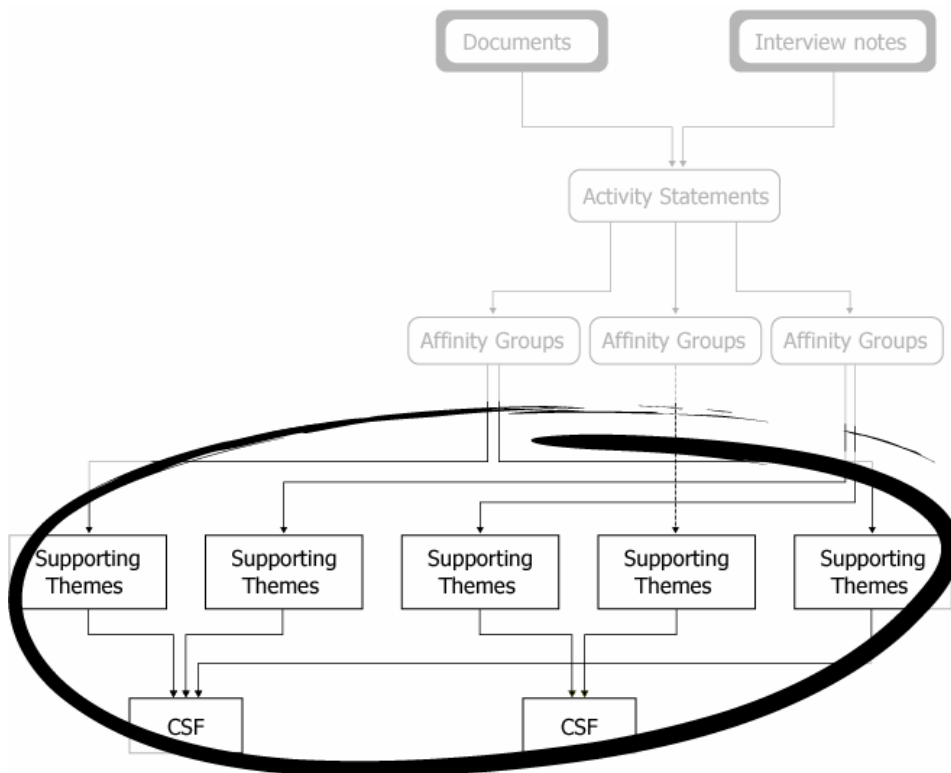 Documents
Interview notes
Activity Statements
Affinity Groups
Affinity Groups
Affinity Groups
Supporting
Themes
Supporting
Themes
Supporting
Themes
Supporting
Themes
Supporting
Themes
CSF
CSF